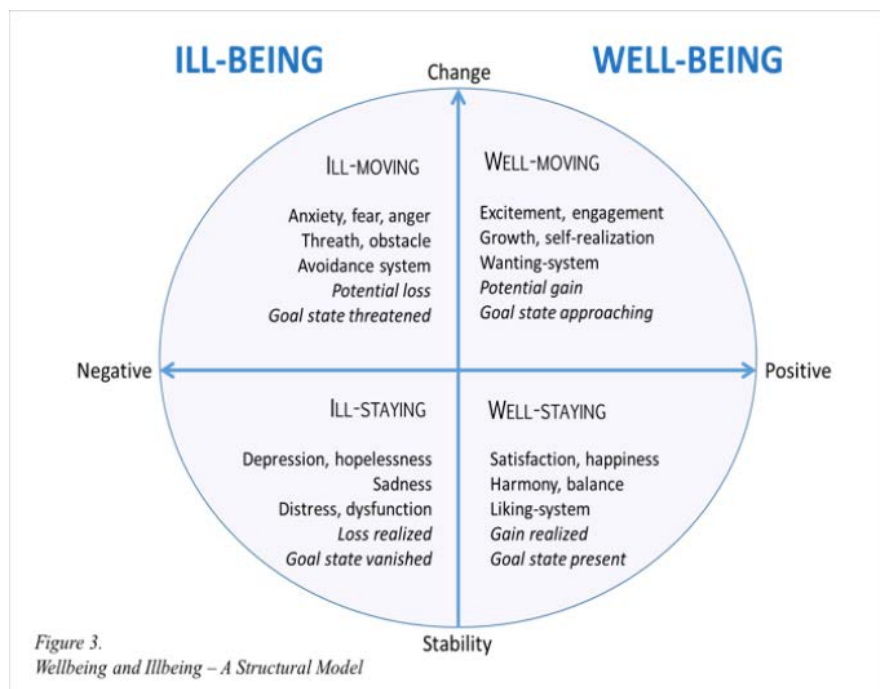 ILL-BEING
WELL-BEING
Change
ILL-MOVING
Anxiety, fear, anger
Threath, obstacle
Avoidance system
Potential loss
Goal state threatened
WELL-MOVING
Excitement, engagement
Growth, self-realization
Wanting-system
Potential gain
Goal state approaching
Negative
Positive
ILL-STAYING
Depression, hopelessness
Sadness
Distress, dysfunction
Loss realized
Goal state vanished
WELL-STAYING
Satisfaction, happiness
Harmony, balance
Liking-system
Gain realized
Goal state present
Stability
Figure 3.
Wellbeing and Illbeing – A Structural Model